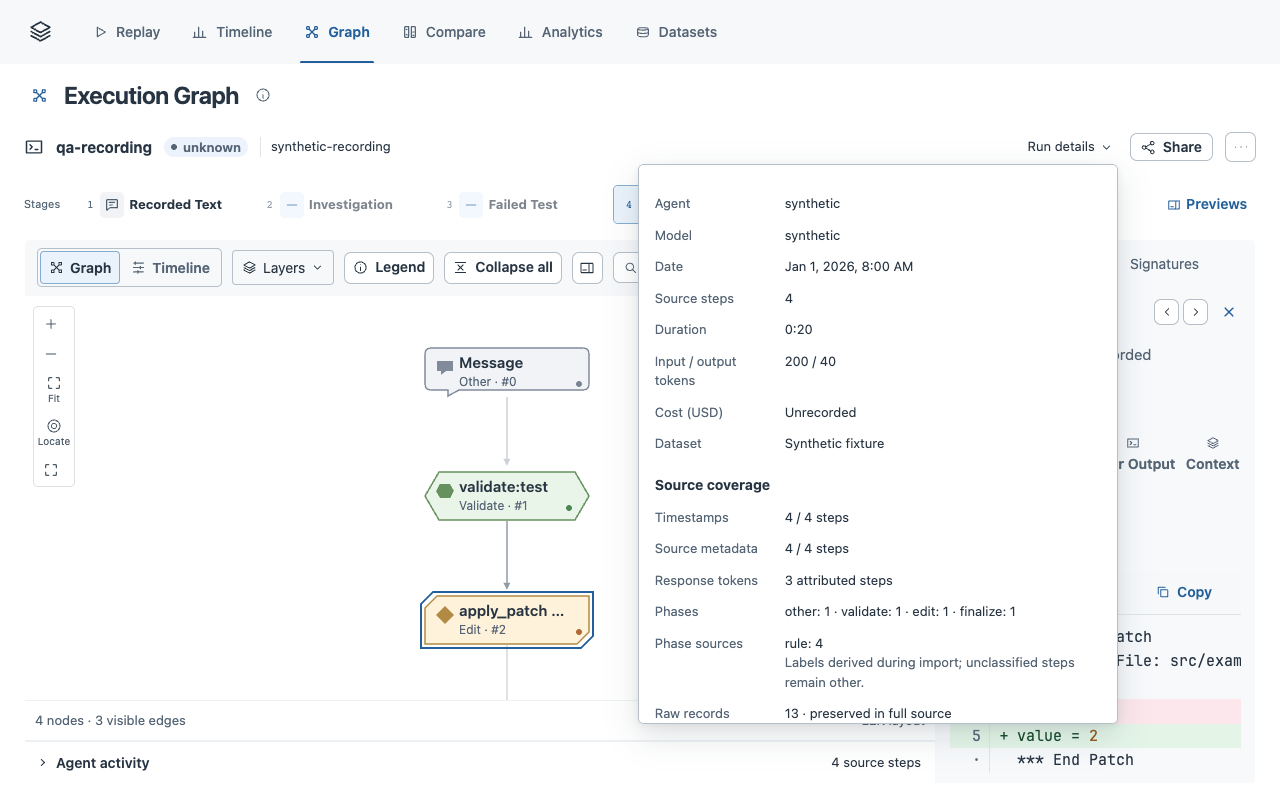 Replay Timeline Graph Compare Analytics Datasets
Execution Graph
qa-recording unknown synthetic-recording Run details Share
Stages 1 Recorded Text 2 Investigation 3 Failed Test 4 Previews
Graph Timeline Layers Legend Collapse all Signatures
Fit
Locate
Message
Other · #0
validate:test
Validate · #1
apply_patch ...
Edit · #2
4 nodes · 3 visible edges
Agent activity 4 source steps
Agent synthetic
Model synthetic
Date Jan 1, 2026, 8:00 AM
Source steps 4
Duration 0:20
Input / output
tokens
200 / 40
Cost (USD) Unrecorded
Dataset Synthetic fixture
Source coverage
Timestamps 4 / 4 steps
Source metadata 4 / 4 steps
Response tokens 3 attributed steps
Phases other: 1 · validate: 1 · edit: 1 · finalize: 1
Phase sources rule: 4
Labels derived during import; unclassified steps
remain other.
Raw records 13 · preserved in full source
orded
r Output Context
Copy
atch
File: src/exam
5 + value = 2
· *** End Patch